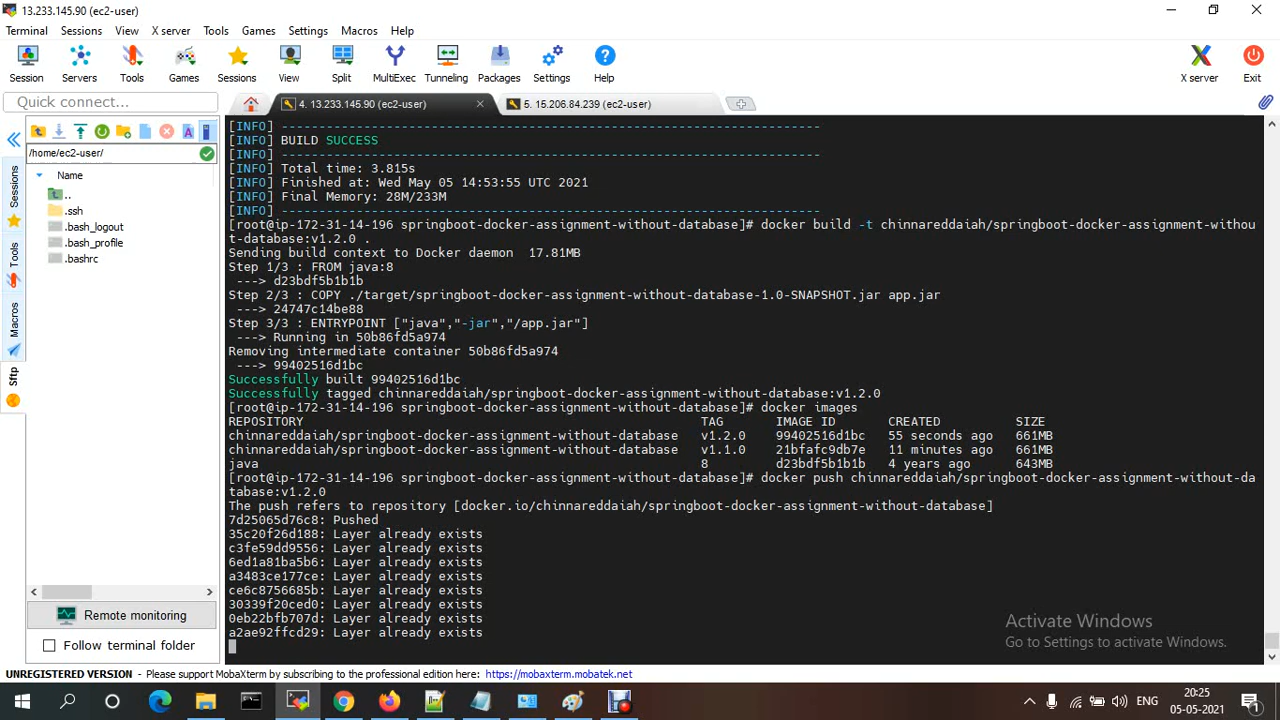 13.233.145.90 (ec2-user)
Terminal Sessions View X server Tools Games Settings Macros Help
Session Servers Tools Games Sessions View Split MultiExec Tunneling Packages Settings Help X server Exit
Quick connect...
4. 13.233.145.90 (ec2-user)
5. 15.206.84.239 (ec2-user)
/home/ec2-user/
Name
..
.ssh
.bash_logout
.bash_profile
.bashrc
Sessions
Tools
Macros
Sftp
Remote monitoring
Follow terminal folder
[INFO] ------------------------------------------------------------------------
[INFO] BUILD SUCCESS
[INFO] ------------------------------------------------------------------------
[INFO] Total time: 3.815s
[INFO] Finished at: Wed May 05 14:53:55 UTC 2021
[INFO] Final Memory: 28M/233M
[INFO] ------------------------------------------------------------------------
[root@ip-172-31-14-196 springboot-docker-assignment-without-database]# docker build -t chinnareddaiah/springboot-docker-assignment-withou
t-database:v1.2.0 .
Sending build context to Docker daemon  17.81MB
Step 1/3 : FROM java:8
 ---> d23bdf5b1b1b
Step 2/3 : COPY ./target/springboot-docker-assignment-without-database-1.0-SNAPSHOT.jar app.jar
 ---> 24747c14be88
Step 3/3 : ENTRYPOINT ["java","-jar","/app.jar"]
 ---> Running in 50b86fd5a974
Removing intermediate container 50b86fd5a974
 ---> 99402516d1bc
Successfully built 99402516d1bc
Successfully tagged chinnareddaiah/springboot-docker-assignment-without-database:v1.2.0
[root@ip-172-31-14-196 springboot-docker-assignment-without-database]# docker images
REPOSITORY TAG IMAGE ID CREATED SIZE
chinnareddaiah/springboot-docker-assignment-without-database v1.2.0 99402516d1bc 55 seconds ago 661MB
chinnareddaiah/springboot-docker-assignment-without-database v1.1.0 21bfafc9db7e 11 minutes ago 661MB
java 8 d23bdf5b1b1b 4 years ago 643MB
[root@ip-172-31-14-196 springboot-docker-assignment-without-database]# docker push chinnareddaiah/springboot-docker-assignment-without-da
tabase:v1.2.0
The push refers to repository [docker.io/chinnareddaiah/springboot-docker-assignment-without-database]
7d25065d76c8: Pushed
35c20f26d188: Layer already exists
c3fe59dd9556: Layer already exists
6ed1a81ba5b6: Layer already exists
a3483ce177ce: Layer already exists
ce6c8756685b: Layer already exists
30339f20ced0: Layer already exists
0eb22bfb707d: Layer already exists
a2ae92ffcd29: Layer already exists
Activate Windows
Go to Settings to activate Windows.
UNREGISTERED VERSION - Please support MobaXterm by subscribing to the professional edition here: https://mobaxterm.mobatek.net
ENG
20:25
05-05-2021
1